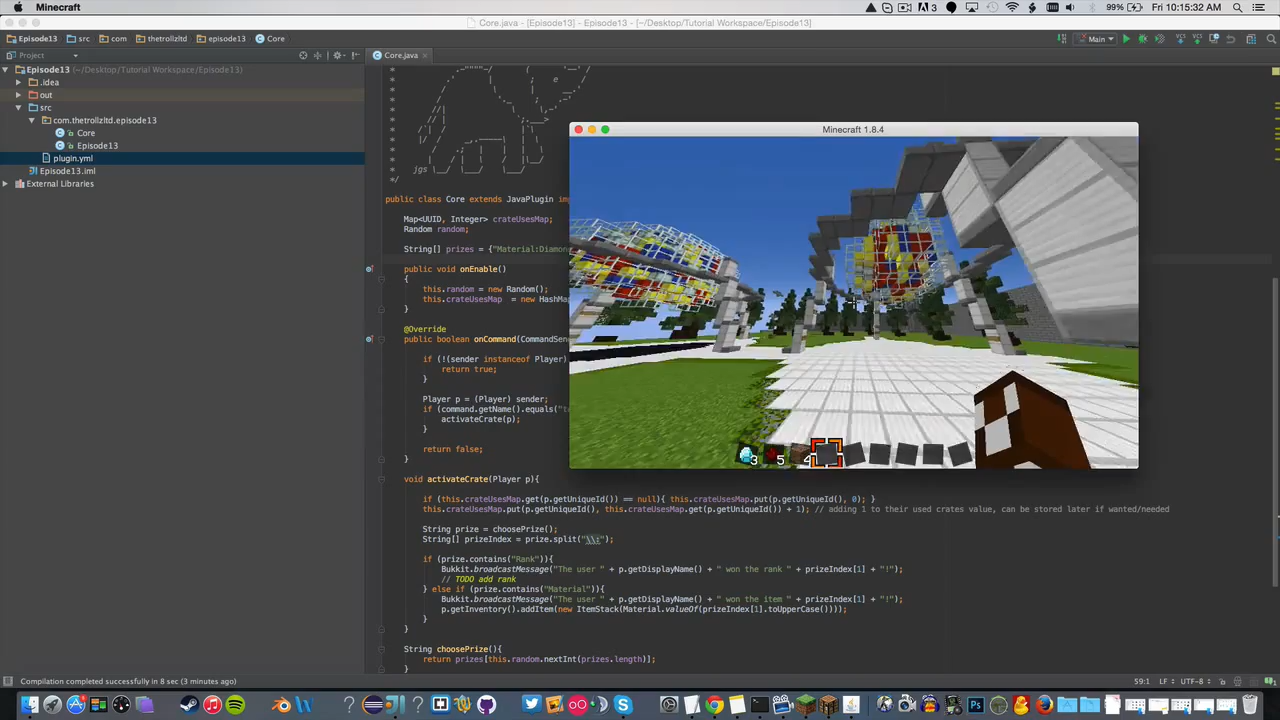 Minecraft
3
99%
Fri 10:15:32 AM
Core.java - [Episode13] - Episode13 - [~/Desktop/Tutorial Workspace/Episode13]
Episode13
src
com
thetrollzltd
episode13
Core
Main
Project
Core.java
Episode13 (~/Desktop/Tutorial Workspace/Episode13)
.idea
out
src
com.thetrollzltd.episode13
Core
Episode13
plugin.yml
Episode13.iml
External Libraries
jgs
*/
public class Core extends JavaPlugin imp
Map<UUID, Integer> crateUsesMap;
Random random;
String[] prizes = {"Material:Diamon
public void onEnable()
{
this.random = new Random();
this.crateUsesMap  = new HashMa
}
@Override
public boolean onCommand(CommandSen
if (!(sender instanceof Player)
return true;
}
Player p = (Player) sender;
activateCrate(p);
return false;
}
void activateCrate(Player p){
if (this.crateUsesMap.get(p.getUniqueId()) == null){ this.crateUsesMap.put(p.getUniqueId(), 0); }
this.crateUsesMap.put(p.getUniqueId(), this.crateUsesMap.get(p.getUniqueId()) + 1); // adding 1 to their used crates value, can be stored later if wanted/needed
String prize = choosePrize();
String[] prizeIndex = prize.split("\\:");
if (prize.contains("Rank")){
Bukkit.broadcastMessage("The user " + p.getDisplayName() + " won the rank " + prizeIndex[1] + "!");
// TODO add rank
} else if (prize.contains("Material")){
Bukkit.broadcastMessage("The user " + p.getDisplayName() + " won the item " + prizeIndex[1] + "!");
p.getInventory().addItem(new ItemStack(Material.valueOf(prizeIndex[1].toUpperCase())));
}
}
String choosePrize(){
return prizes[this.random.nextInt(prizes.length)];
}
Minecraft 1.8.4
3 5 4
Compilation completed successfully in 8 sec (3 minutes ago)
59:1 LF UTF-8